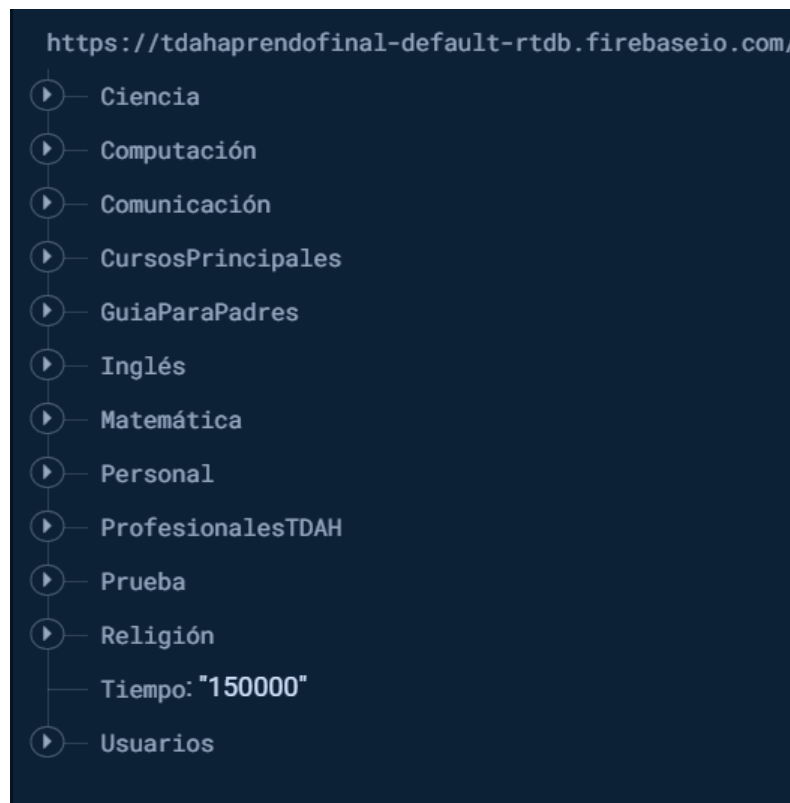 https://tdahaprendofinal-default-rtdb.firebaseio.com/
Ciencia
Computación
Comunicación
CursosPrincipales
GuiaParaPadres
Inglés
Matemática
Personal
ProfesionalesTDAH
Prueba
Religión
Tiempo: "150000"
Usuarios